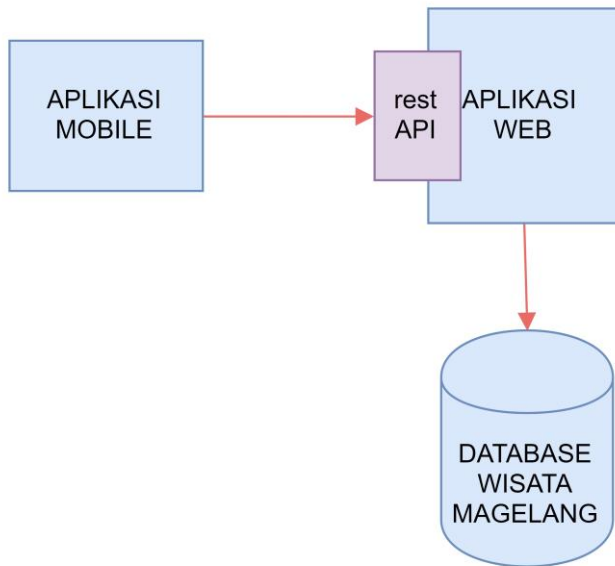 APLIKASI
MOBILE
rest
API
APLIKASI
WEB
DATABASE
WISATA
MAGELANG